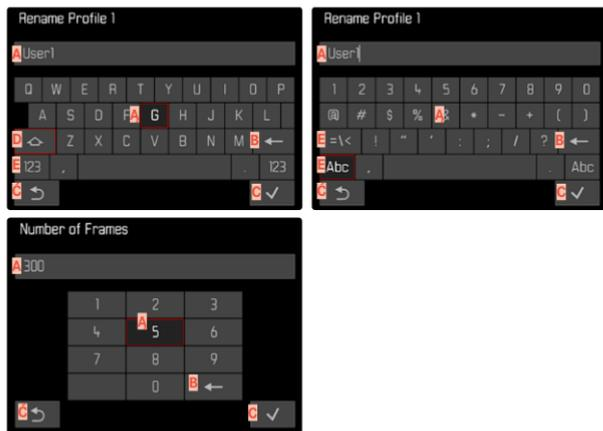 Rename Profile 1
A User1
Q W E R T Y U I O P
A S D F A G H J K L
D Z X C V B N M B ←
E 123 , . 123
C C ✓
Rename Profile 1
A User1
1 2 3 4 5 6 7 8 9 0
@ # $ % A & * - + ( )
E =\< ! " ' : ; / ? B ←
E Abc , . Abc
C C ✓
Number of Frames
A 300
1 2 3
4 A 5 6
7 8 9
0 B ←
C C ✓